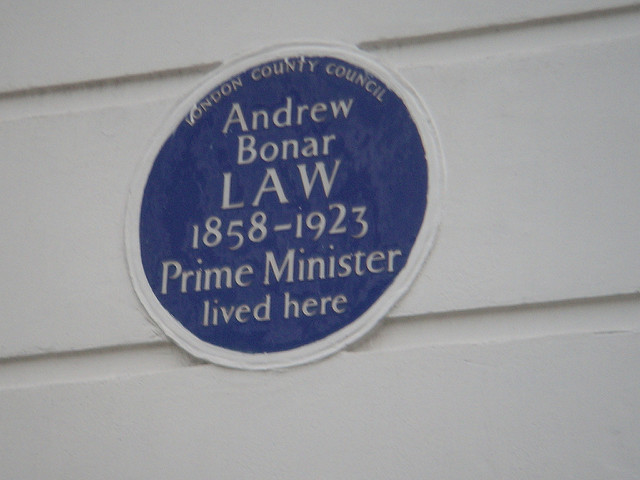 LONDON COUNTY COUNCIL
Andrew
Bonar
LAW
1858-1923
Prime Minister
lived here